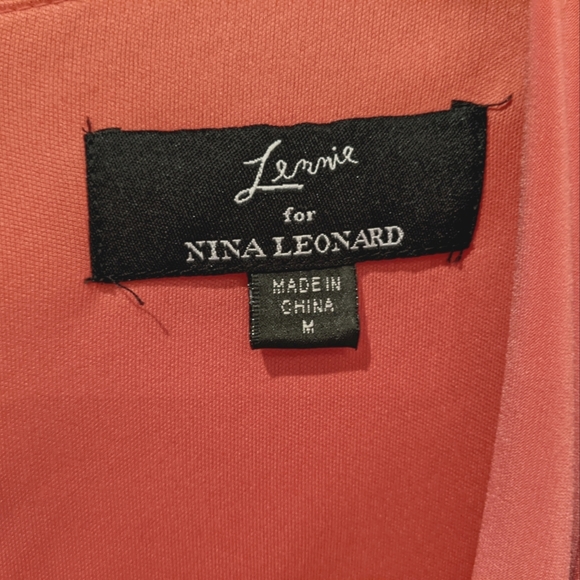 Lennie
for
NINA LEONARD
MADE IN
CHINA
M